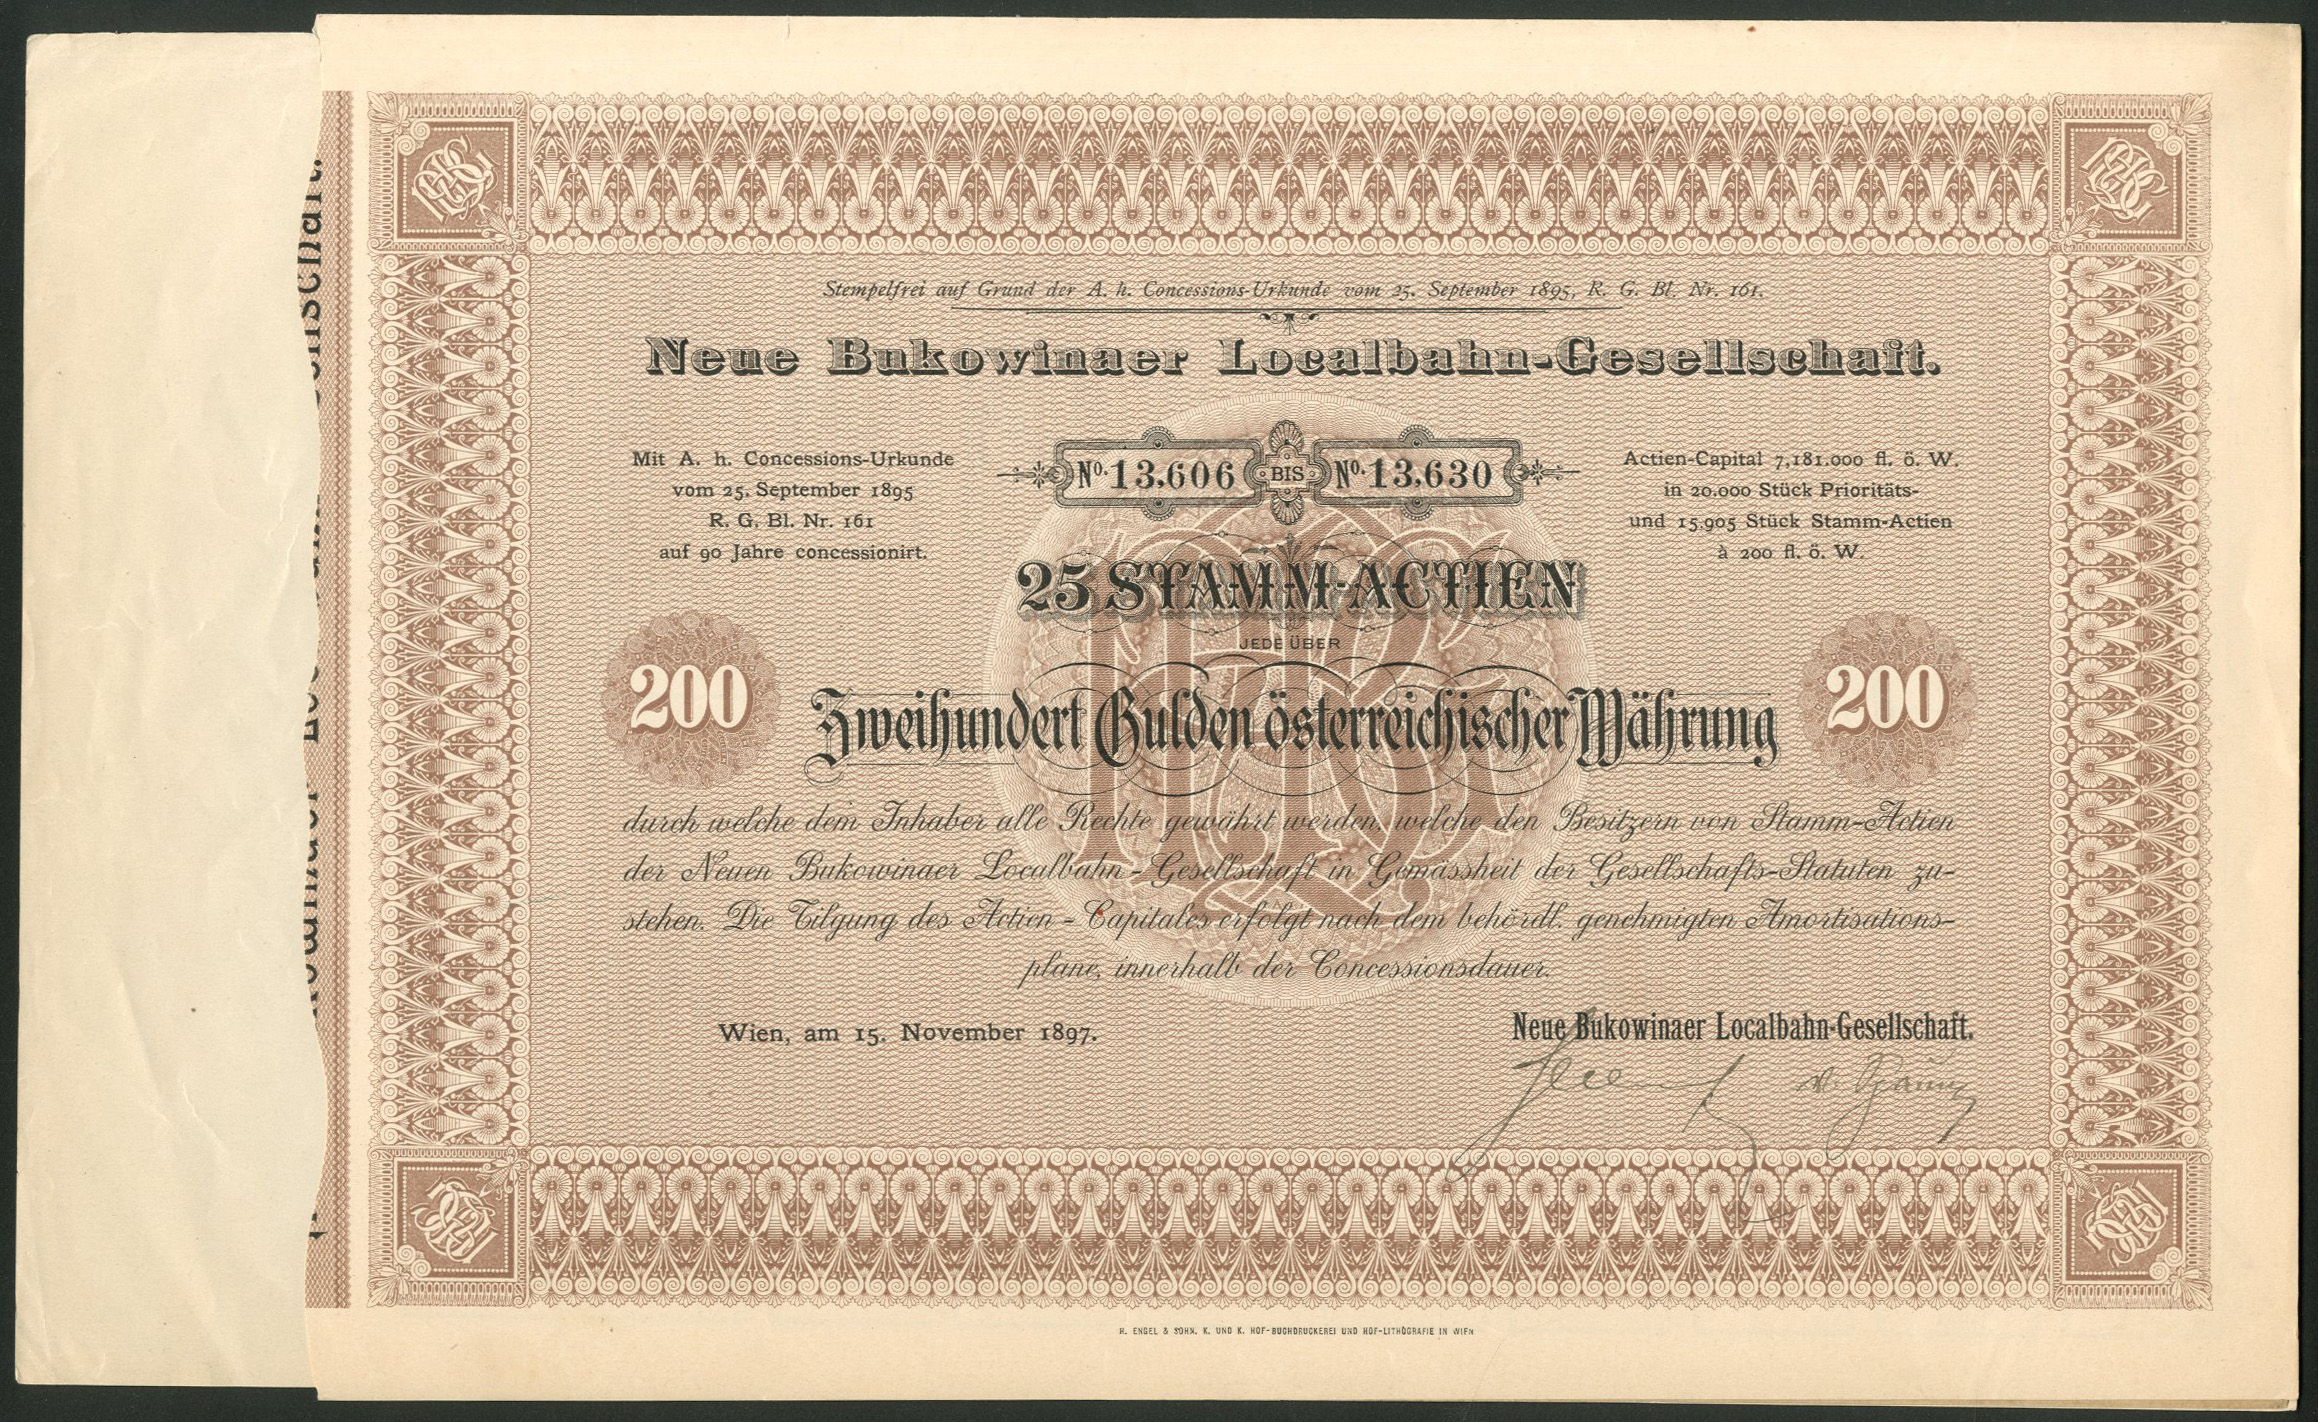 Stempelfrei auf Grund der A. h. Concessions-Urkunde vom 25. September 1895, R. G. Bl. Nr. 161.
Neue Bukowinaer Localbahn-Gesellschaft.
Mit A. h. Concessions-Urkunde
vom 25. September 1895
R. G. Bl. Nr. 161
auf 90 Jahre concessionirt.
No. 13,606 BIS No. 13,630
Actien-Capital 7,181.000 fl. ö. W.
in 20.000 Stück Prioritäts-
und 15.905 Stück Stamm-Actien
à 200 fl. ö. W.
25 STAMM-ACTIEN
JEDE ÜBER
200
Zweihundert Gulden österreichischer Währung
200
durch welche dem Inhaber alle Rechte gewährt werden, welche den Besitzern von Stamm-Actien
der Neuen Bukowinaer Localbahn-Gesellschaft in Gemässheit der Gesellschafts-Statuten zu-
stehen. Die Tilgung des Actien-Capitales erfolgt nach dem behördl. genehmigten Amortisations-
plane, innerhalb der Concessionsdauer.
Wien, am 15. November 1897.
Neue Bukowinaer Localbahn-Gesellschaft.
H. ENGEL & SOHN, K. UND K. HOF-BUCHDRUCKEREI UND HOF-LITHOGRAFIE IN WIEN